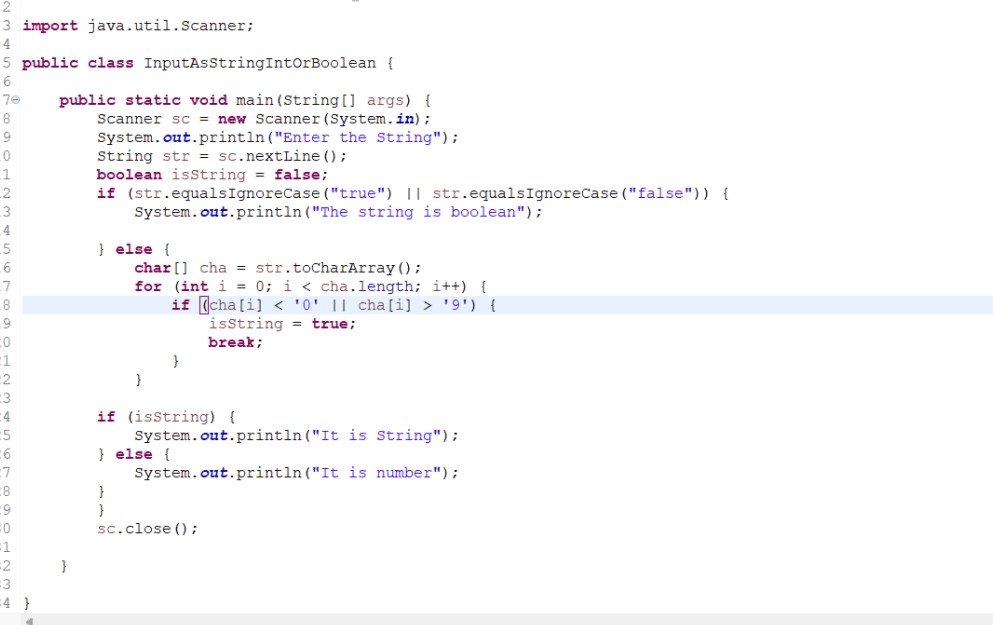 2
3 import java.util.Scanner;
4
5 public class InputAsStringIntOrBoolean {
6
7 public static void main(String[] args) {
8 Scanner sc = new Scanner(System.in);
9 System.out.println("Enter the String");
0 String str = sc.nextLine();
1 boolean isString = false;
2 if (str.equalsIgnoreCase("true") || str.equalsIgnoreCase("false")) {
3 System.out.println("The string is boolean");
4
5 } else {
6 char[] cha = str.toCharArray();
7 for (int i = 0; i < cha.length; i++) {
8 if (cha[i] < '0' || cha[i] > '9') {
9 isString = true;
0 break;
1 }
2 }
3
4 if (isString) {
5 System.out.println("It is String");
6 } else {
7 System.out.println("It is number");
8 }
9 }
0 sc.close();
1
2 }
3
4 }